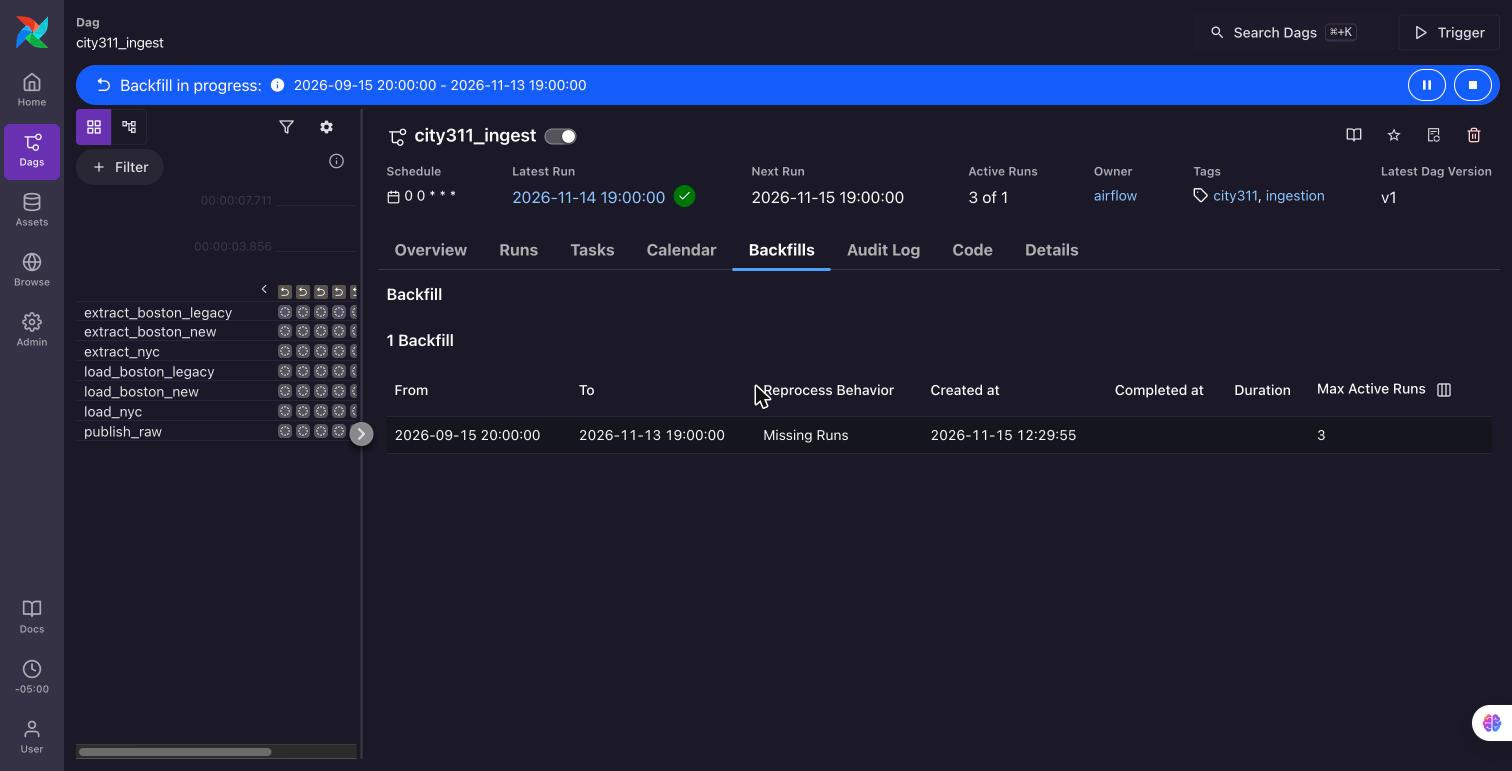 Dag
city311_ingest
Search Dags ⌘+K
Trigger
Home
Dags
Assets
Browse
Admin
Docs
-05:00
User
Backfill in progress: 2026-09-15 20:00:00 - 2026-11-13 19:00:00
Filter
00:00:07.711
00:00:03.856
extract_boston_legacy
extract_boston_new
extract_nyc
load_boston_legacy
load_boston_new
load_nyc
publish_raw
city311_ingest
Schedule Latest Run Next Run Active Runs Owner Tags Latest Dag Version
0 0 * * * 2026-11-14 19:00:00 2026-11-15 19:00:00 3 of 1 airflow city311, ingestion v1
Overview Runs Tasks Calendar Backfills Audit Log Code Details
Backfill
1 Backfill
From To Reprocess Behavior Created at Completed at Duration Max Active Runs
2026-09-15 20:00:00 2026-11-13 19:00:00 Missing Runs 2026-11-15 12:29:55 3